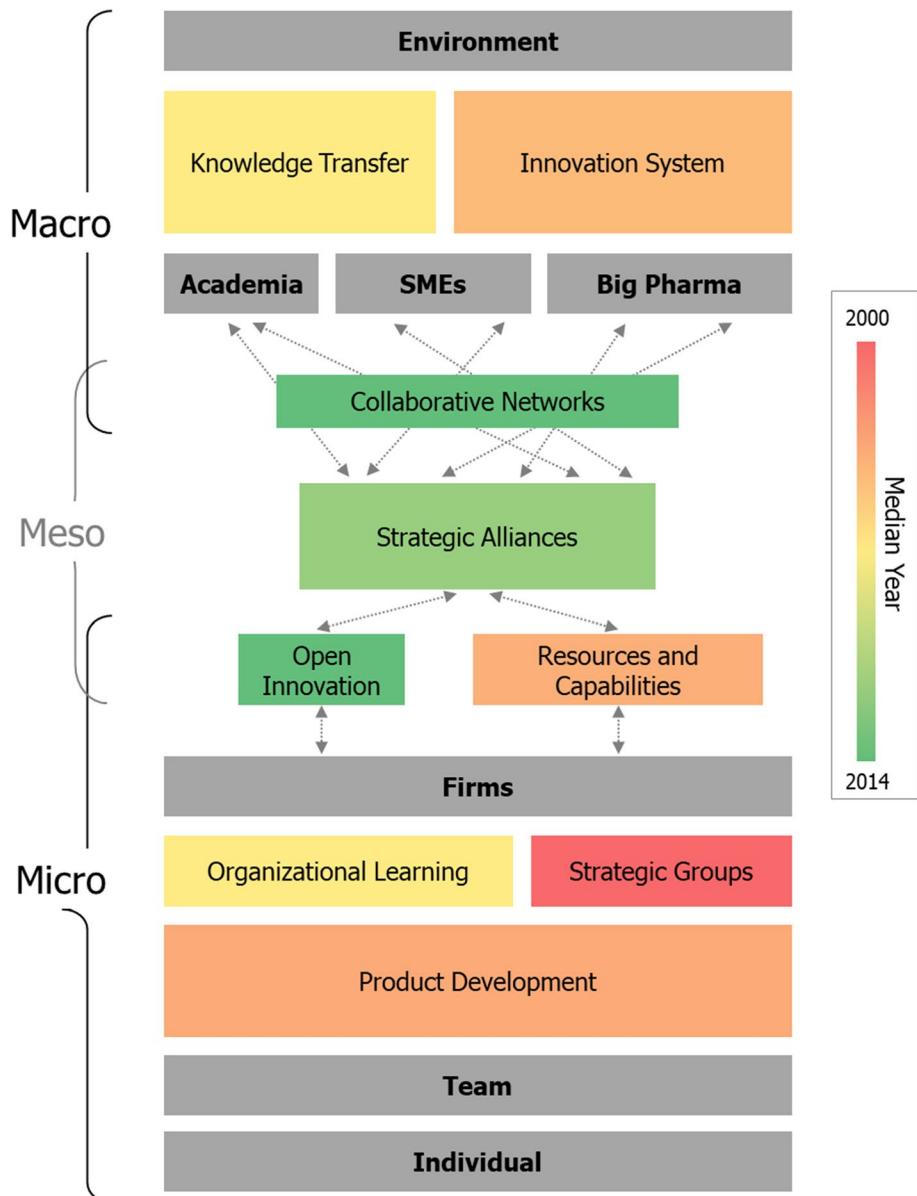 Environment
Knowledge Transfer
Innovation System
Macro
Academia
SMEs
Big Pharma
2000
Collaborative Networks
Meso
Strategic Alliances
Median Year
Open
Innovation
Resources and
Capabilities
2014
Firms
Micro
Organizational Learning
Strategic Groups
Product Development
Team
Individual